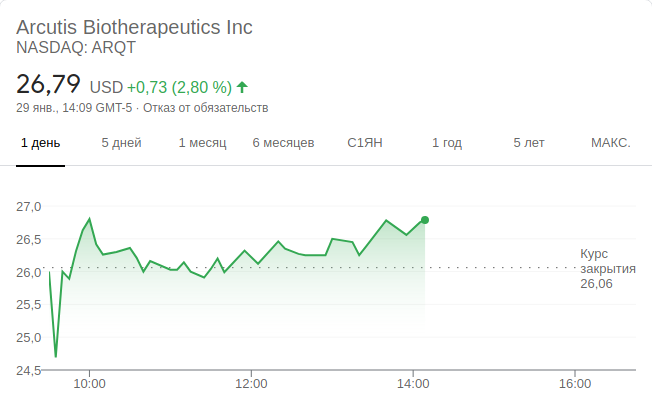 Arcutis Biotherapeutics Inc
NASDAQ: ARQT
26,79 USD +0,73 (2,80 %)
29 янв., 14:09 GMT-5 · Отказ от обязательств
1 день 5 дней 1 месяц 6 месяцев С1ЯН 1 год 5 лет МАКС.
27,0
26,5
Курс
закрытия
26,06
26,0
25,5
25,0
24,5
10:00 12:00 14:00 16:00